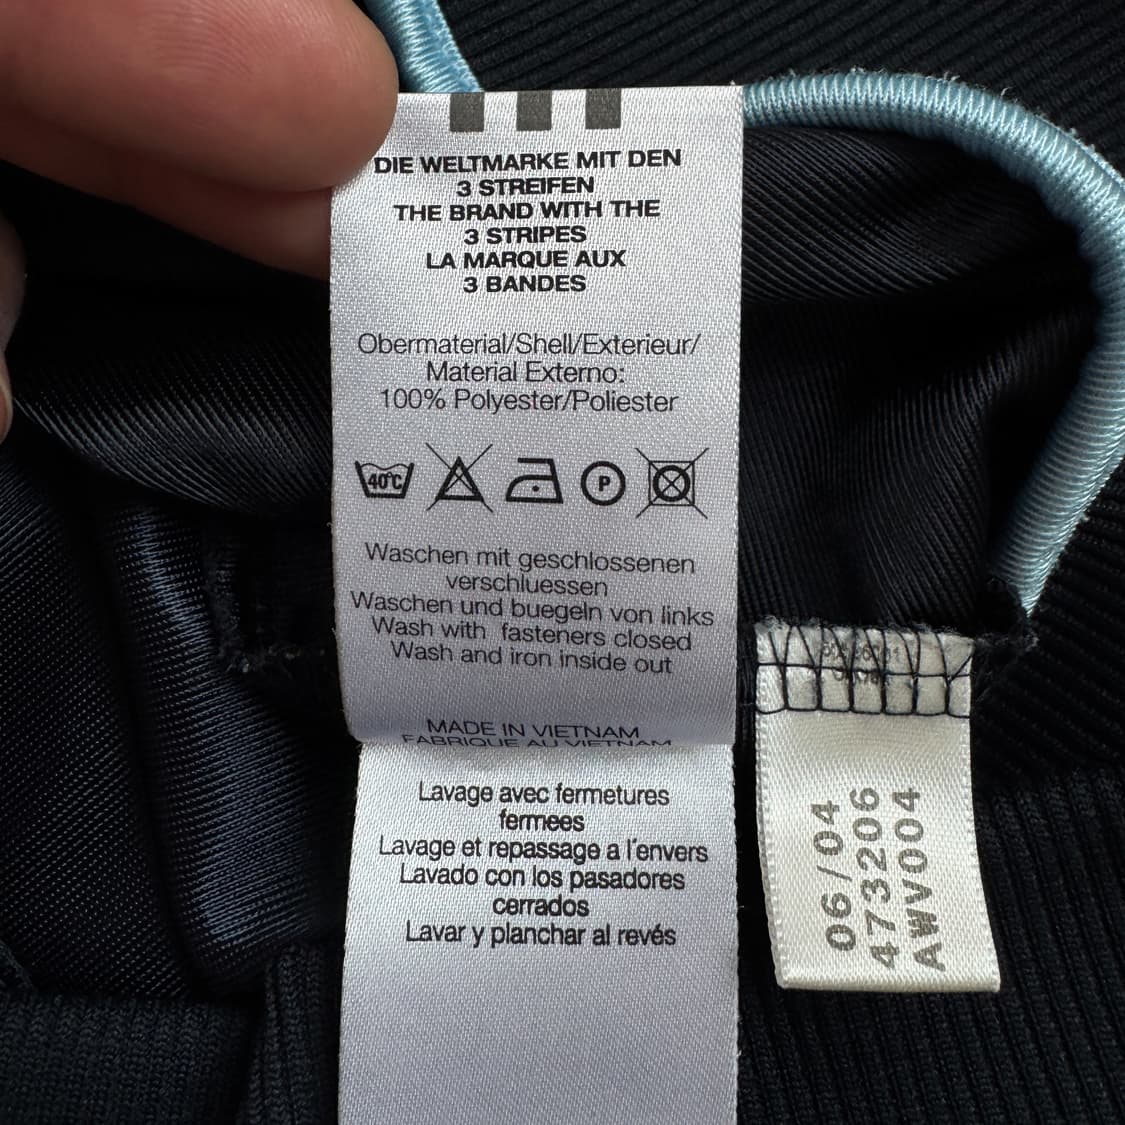 DIE WELTMARKE MIT DEN
3 STREIFEN
THE BRAND WITH THE
3 STRIPES
LA MARQUE AUX
3 BANDES
Obermaterial/Shell/Exterieur/
Material Externo:
100% Polyester/Poliester
40°C P
Waschen mit geschlossenen
verschluessen
Waschen und buegeln von links
Wash with fasteners closed
Wash and iron inside out
MADE IN VIETNAM
FABRIQUE AU VIETNAM
Lavage avec fermetures
fermees
Lavage et repassage a l'envers
Lavado con los pasadores
cerrados
Lavar y planchar al revés
06/04
473206
AWV004